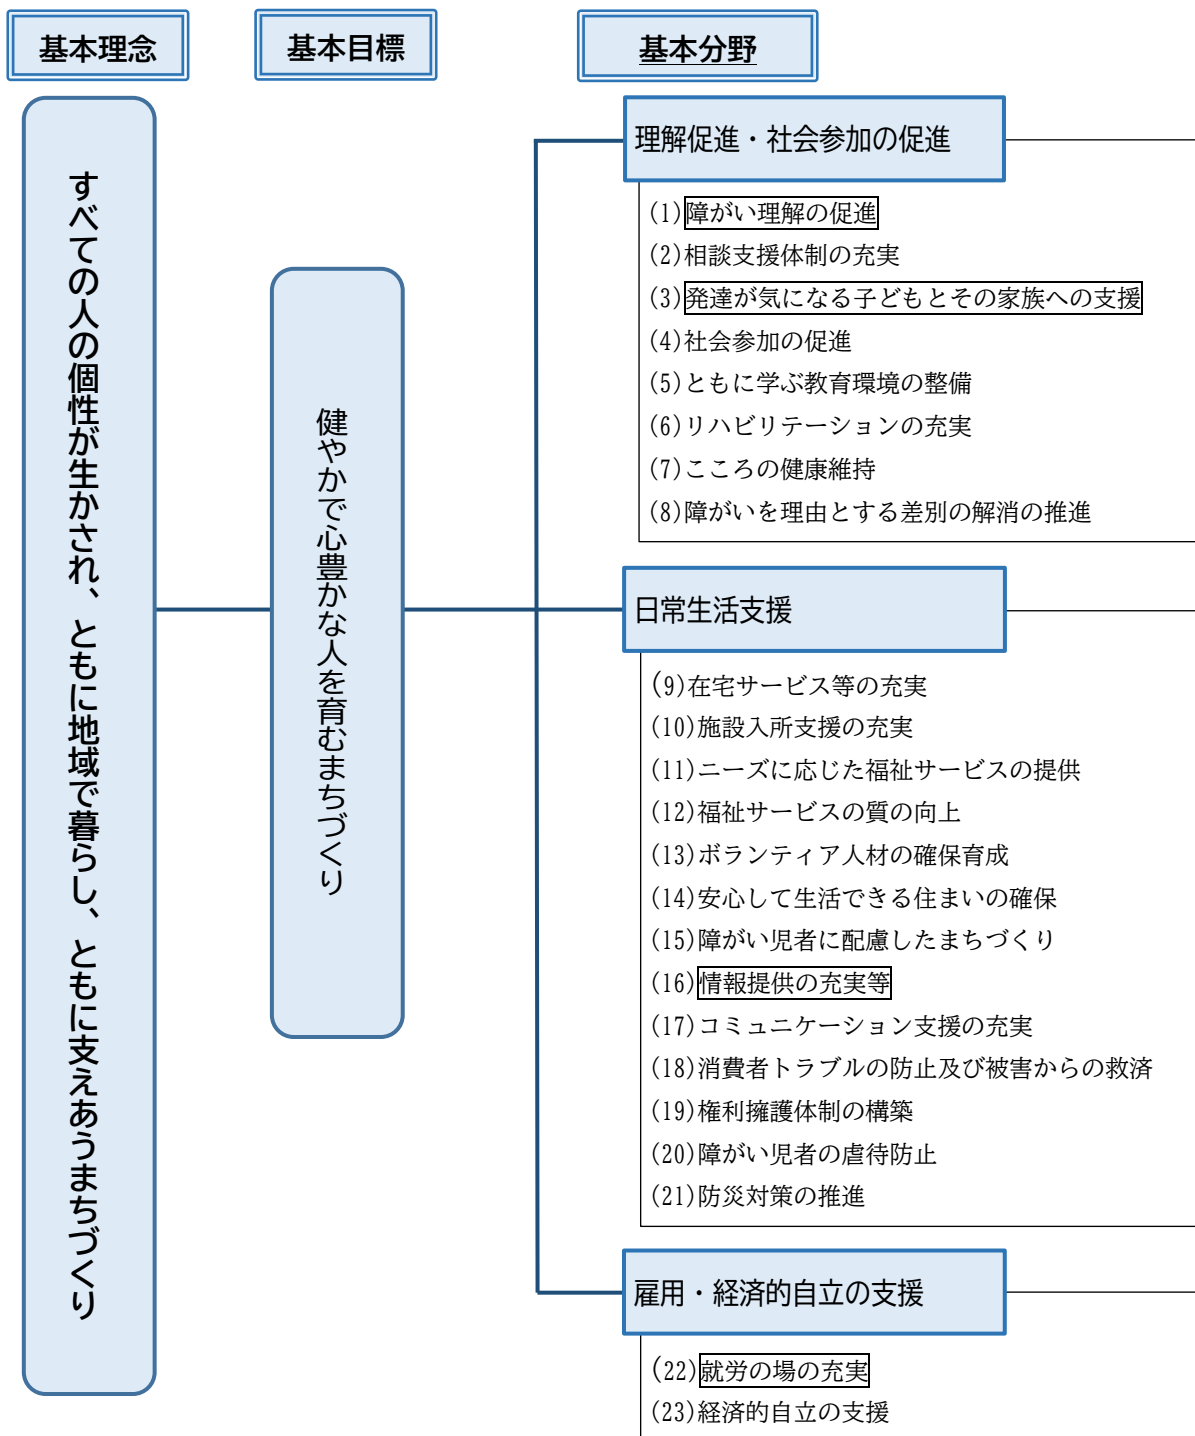 基本理念
基本目標
基本分野
すべての人の個性が生かされ、ともに地域で暮らし、ともに支えあうまちづくり
健やかで心豊かな人を育むまちづくり
理解促進・社会参加の促進
(1)障がい理解の促進
(2)相談支援体制の充実
(3)発達が気になる子どもとその家族への支援
(4)社会参加の促進
(5)ともに学ぶ教育環境の整備
(6)リハビリテーションの充実
(7)こころの健康維持
(8)障がいを理由とする差別の解消の推進
日常生活支援
(9)在宅サービス等の充実
(10)施設入所支援の充実
(11)ニーズに応じた福祉サービスの提供
(12)福祉サービスの質の向上
(13)ボランティア人材の確保育成
(14)安心して生活できる住まいの確保
(15)障がい児者に配慮したまちづくり
(16)情報提供の充実等
(17)コミュニケーション支援の充実
(18)消費者トラブルの防止及び被害からの救済
(19)権利擁護体制の構築
(20)障がい児者の虐待防止
(21)防災対策の推進
雇用・経済的自立の支援
(22)就労の場の充実
(23)経済的自立の支援